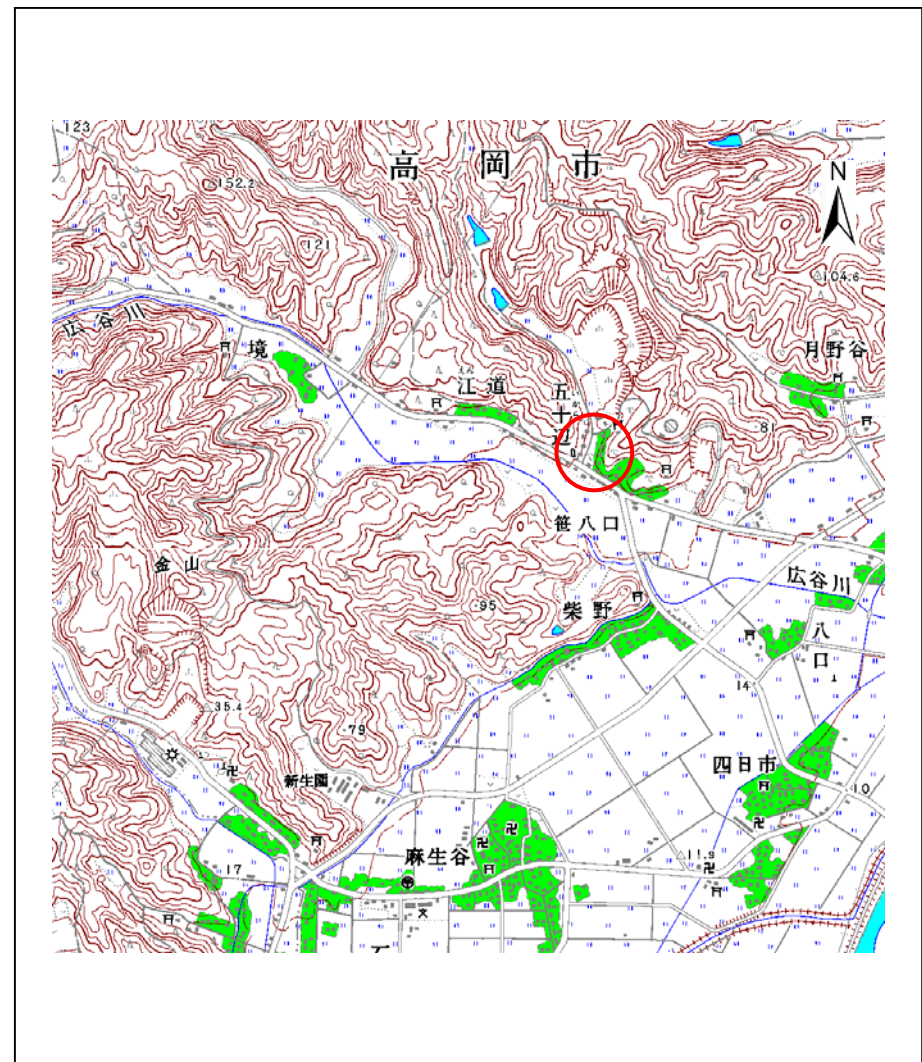 123
高岡市
N
152.2
121
104.6
広谷川
境
月野谷
えん
江道
五十辺
81
笹八口
金山
広谷川
95
柴野
八口
14
35.4
79
四日市
新生園
10
麻生谷
11.9
17